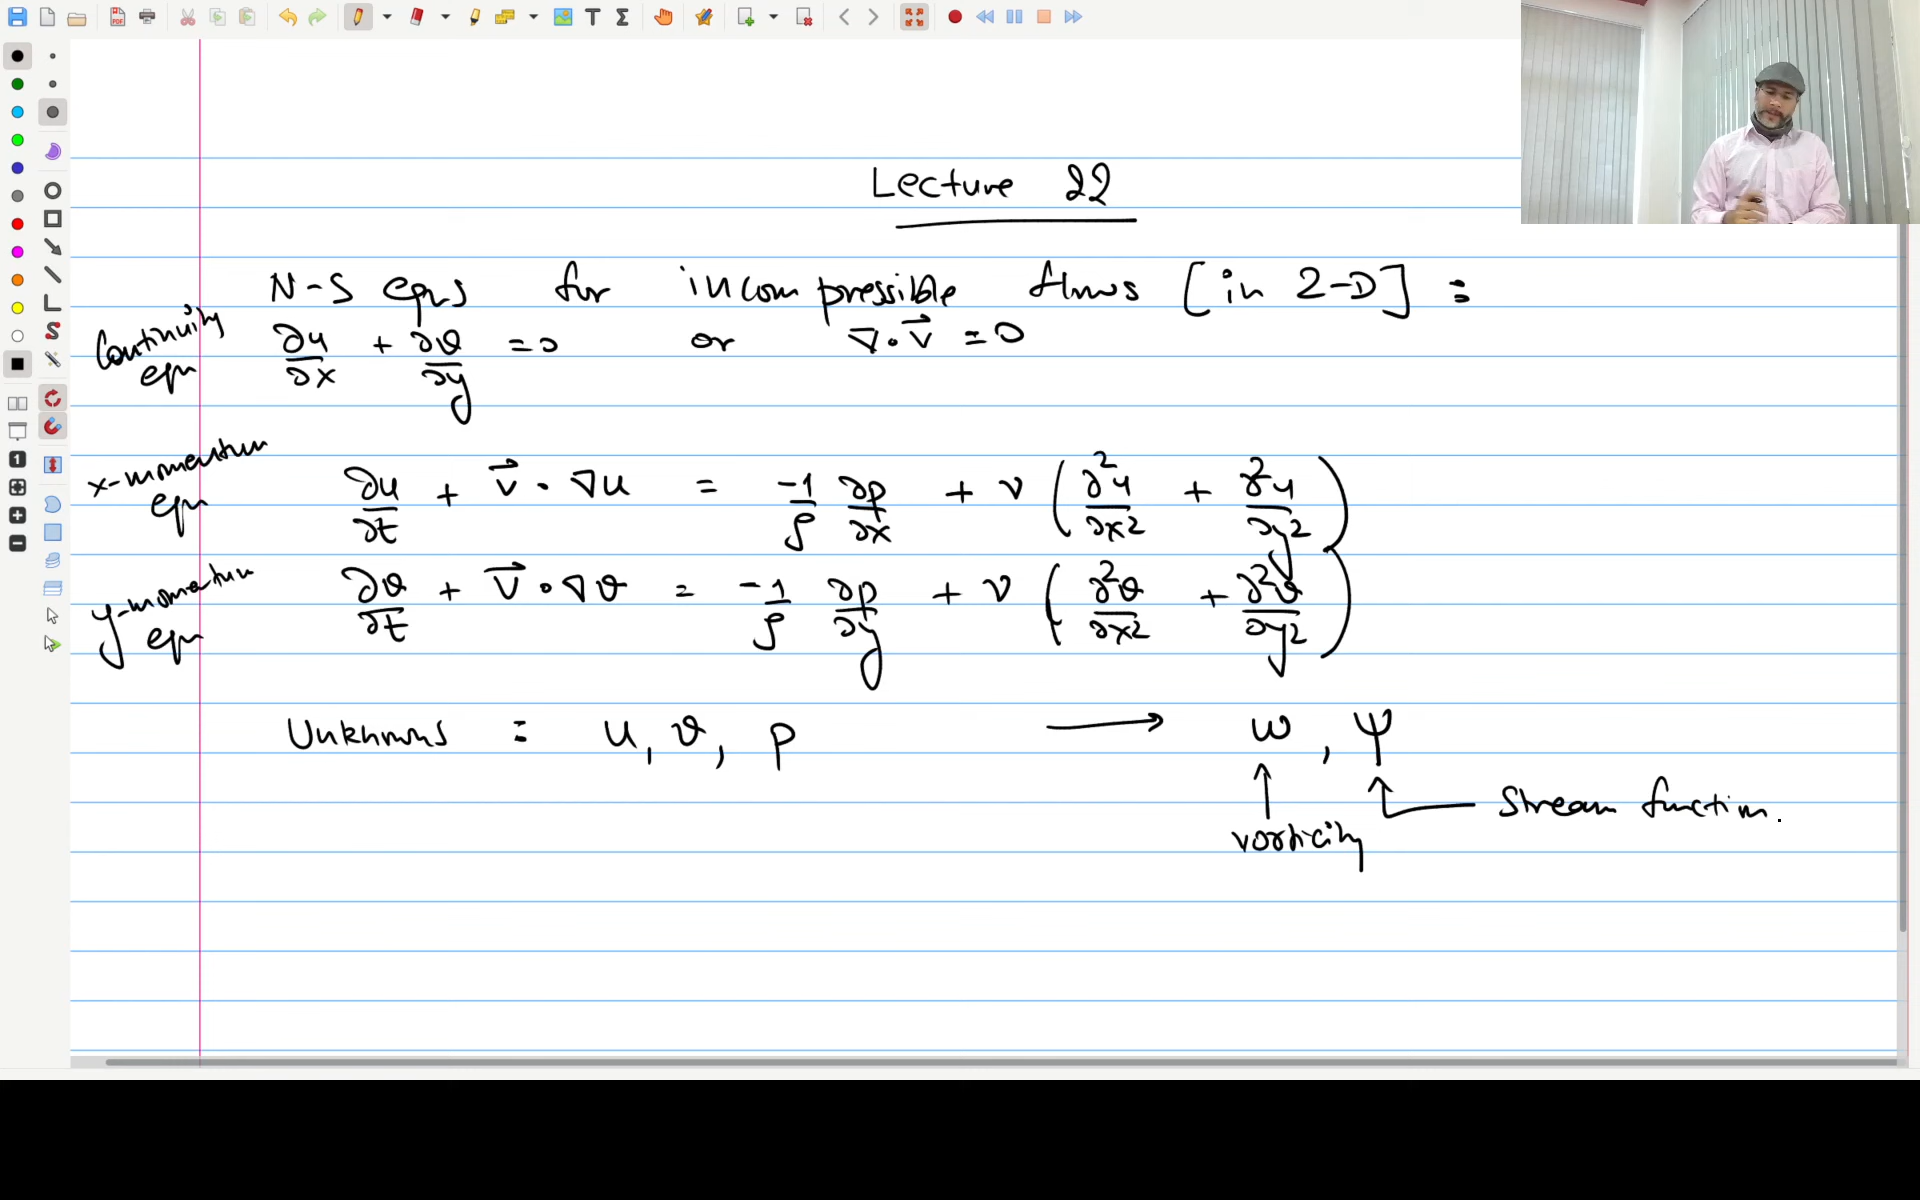 Lecture 22
N-S eqns for incompressible flows [in 2-D] :
Continuity eqn ∂u/∂x + ∂v/∂y = 0 or ∇·V⃗ = 0
x-momentum eqn ∂u/∂t + V⃗·∇u = -1/ρ ∂p/∂x + ν (∂²u/∂x² + ∂²u/∂y²)
y-momentum eqn ∂v/∂t + V⃗·∇v = -1/ρ ∂p/∂y + ν (∂²v/∂x² + ∂²v/∂y²)
Unknowns : u, v, p → ω, ψ
Stream function.
vorticity